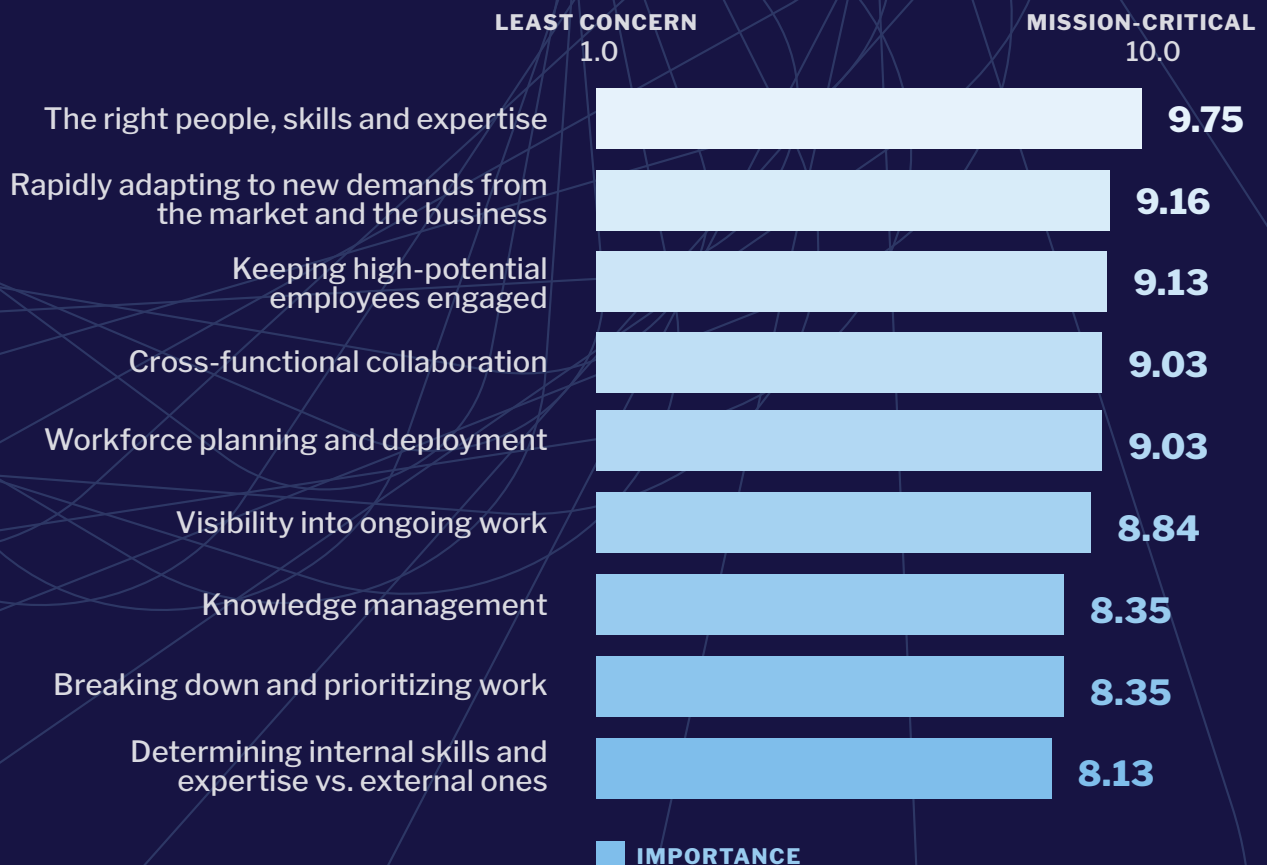 LEAST CONCERN
MISSION-CRITICAL
1.0
10.0
The right people, skills and expertise
9.75
Rapidly adapting to new demands from
the market and the business
9.16
Keeping high-potential
employees engaged
9.13
Cross-functional collaboration
9.03
Workforce planning and deployment
9.03
Visibility into ongoing work
8.84
Knowledge management
8.35
Breaking down and prioritizing work
8.35
Determining internal skills and
expertise vs. external ones
8.13
IMPORTANCE